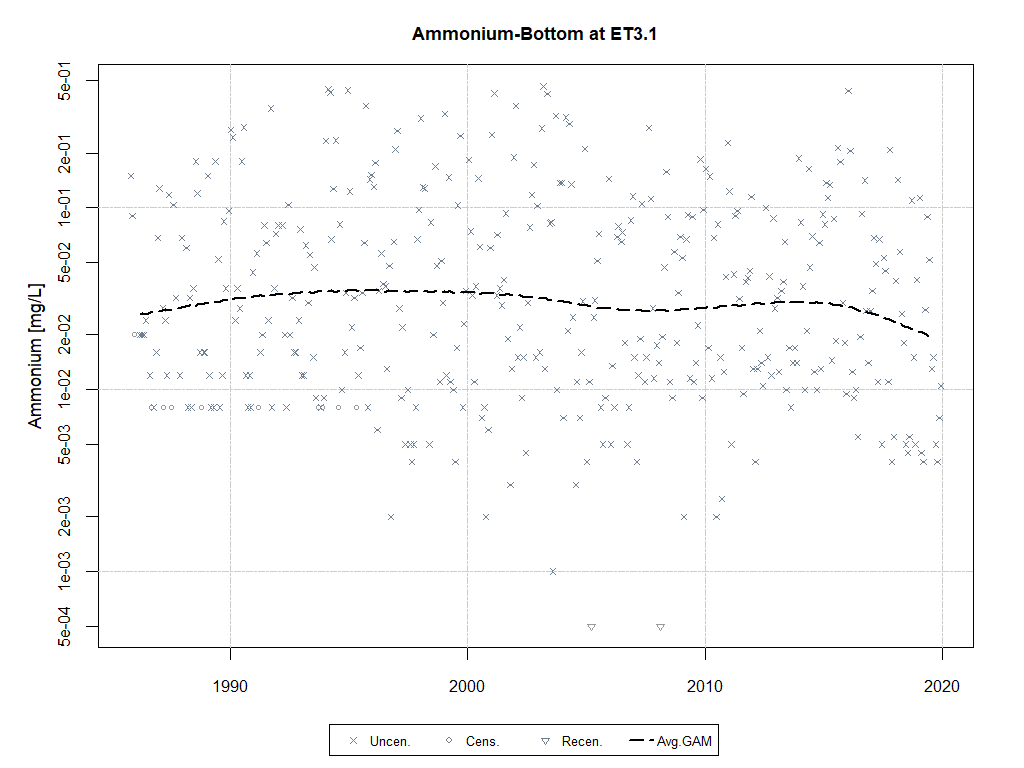 Ammonium-Bottom at ET3.1
Ammonium [mg/L]
5e-01
2e-01
1e-01
5e-02
2e-02
1e-02
5e-03
2e-03
1e-03
5e-04
1990 2000 2010 2020
Uncen. Cens. Recen. Avg.GAM